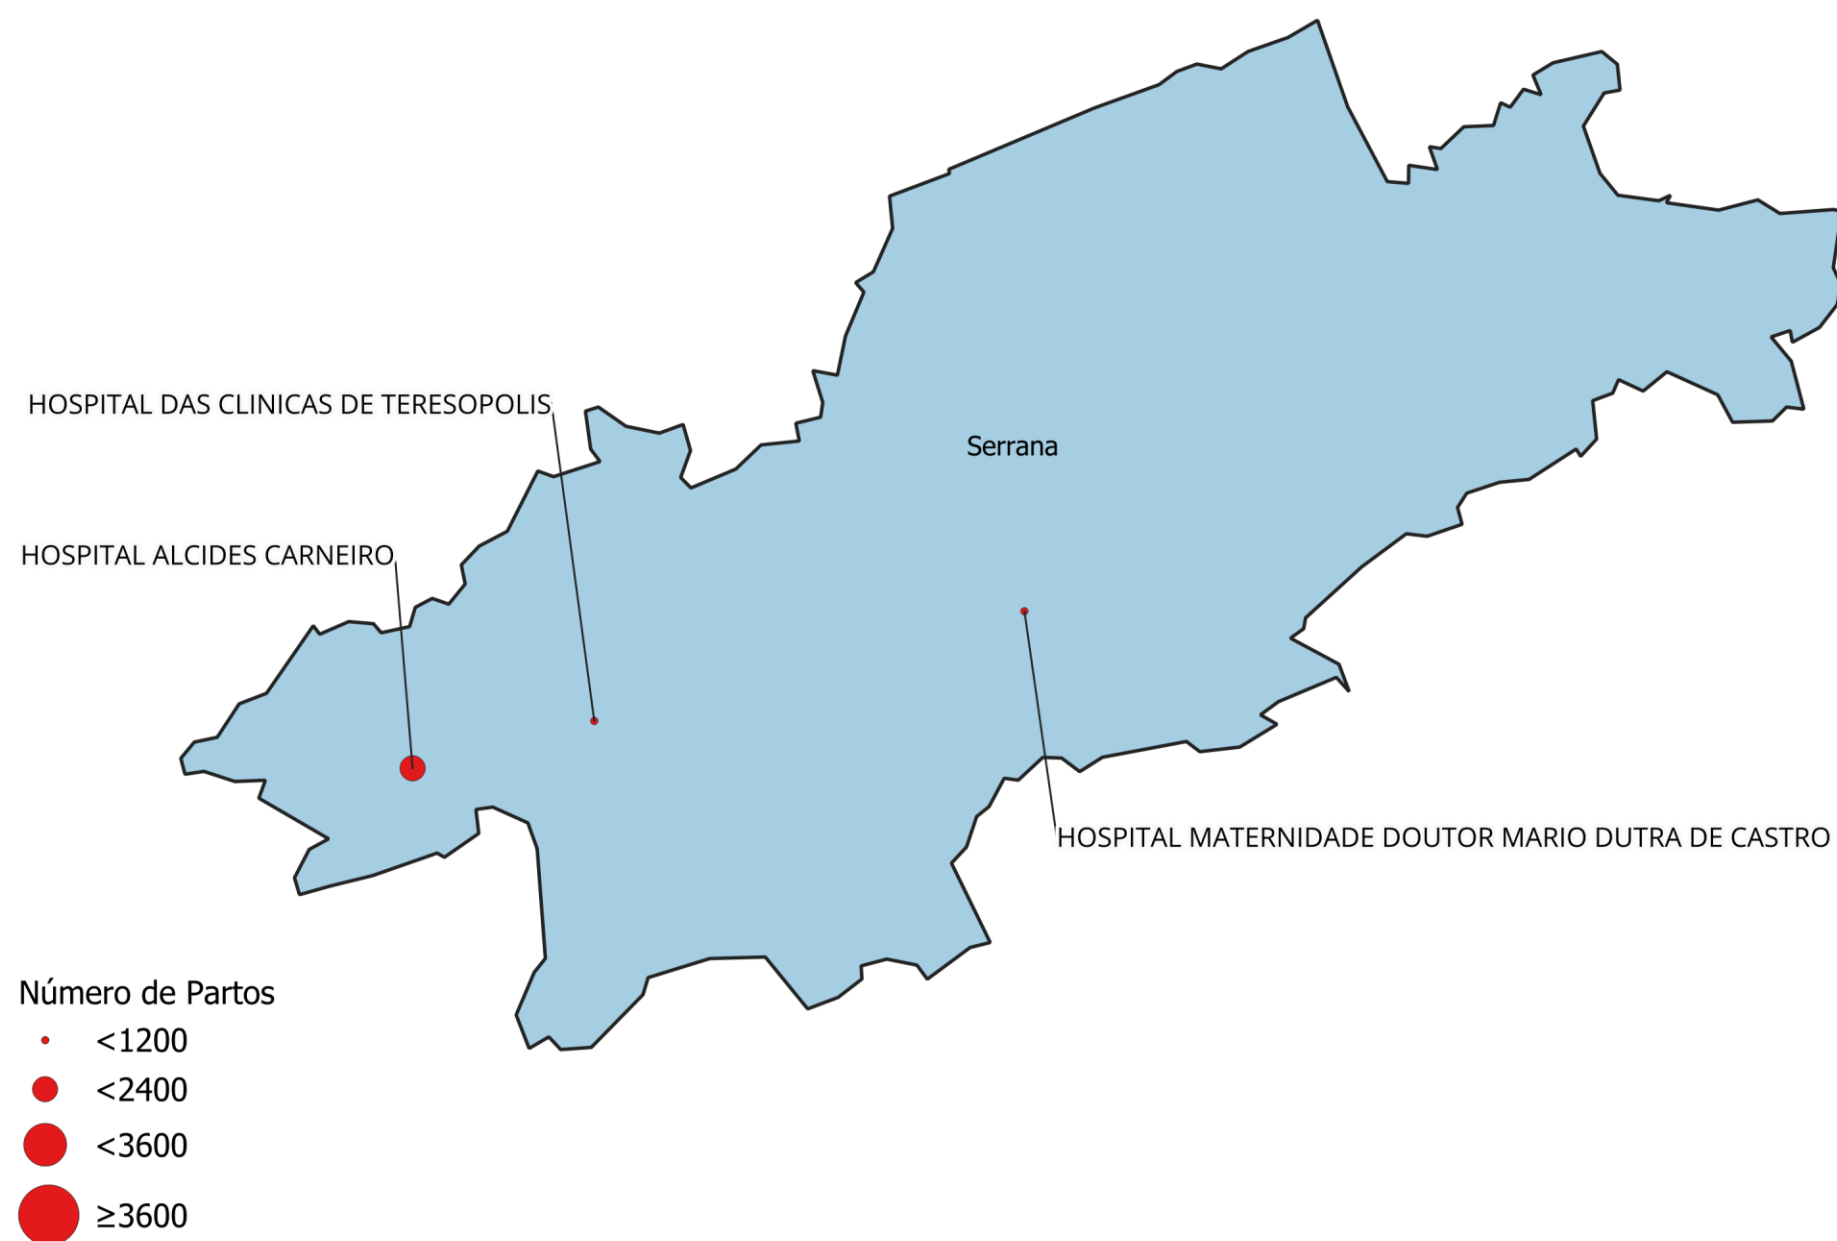 HOSPITAL DAS CLINICAS DE TERESOPOLIS
Serrana
HOSPITAL ALCIDES CARNEIRO
HOSPITAL MATERNIDADE DOUTOR MARIO DUTRA DE CASTRO
Número de Partos
<1200
<2400
<3600
≥3600